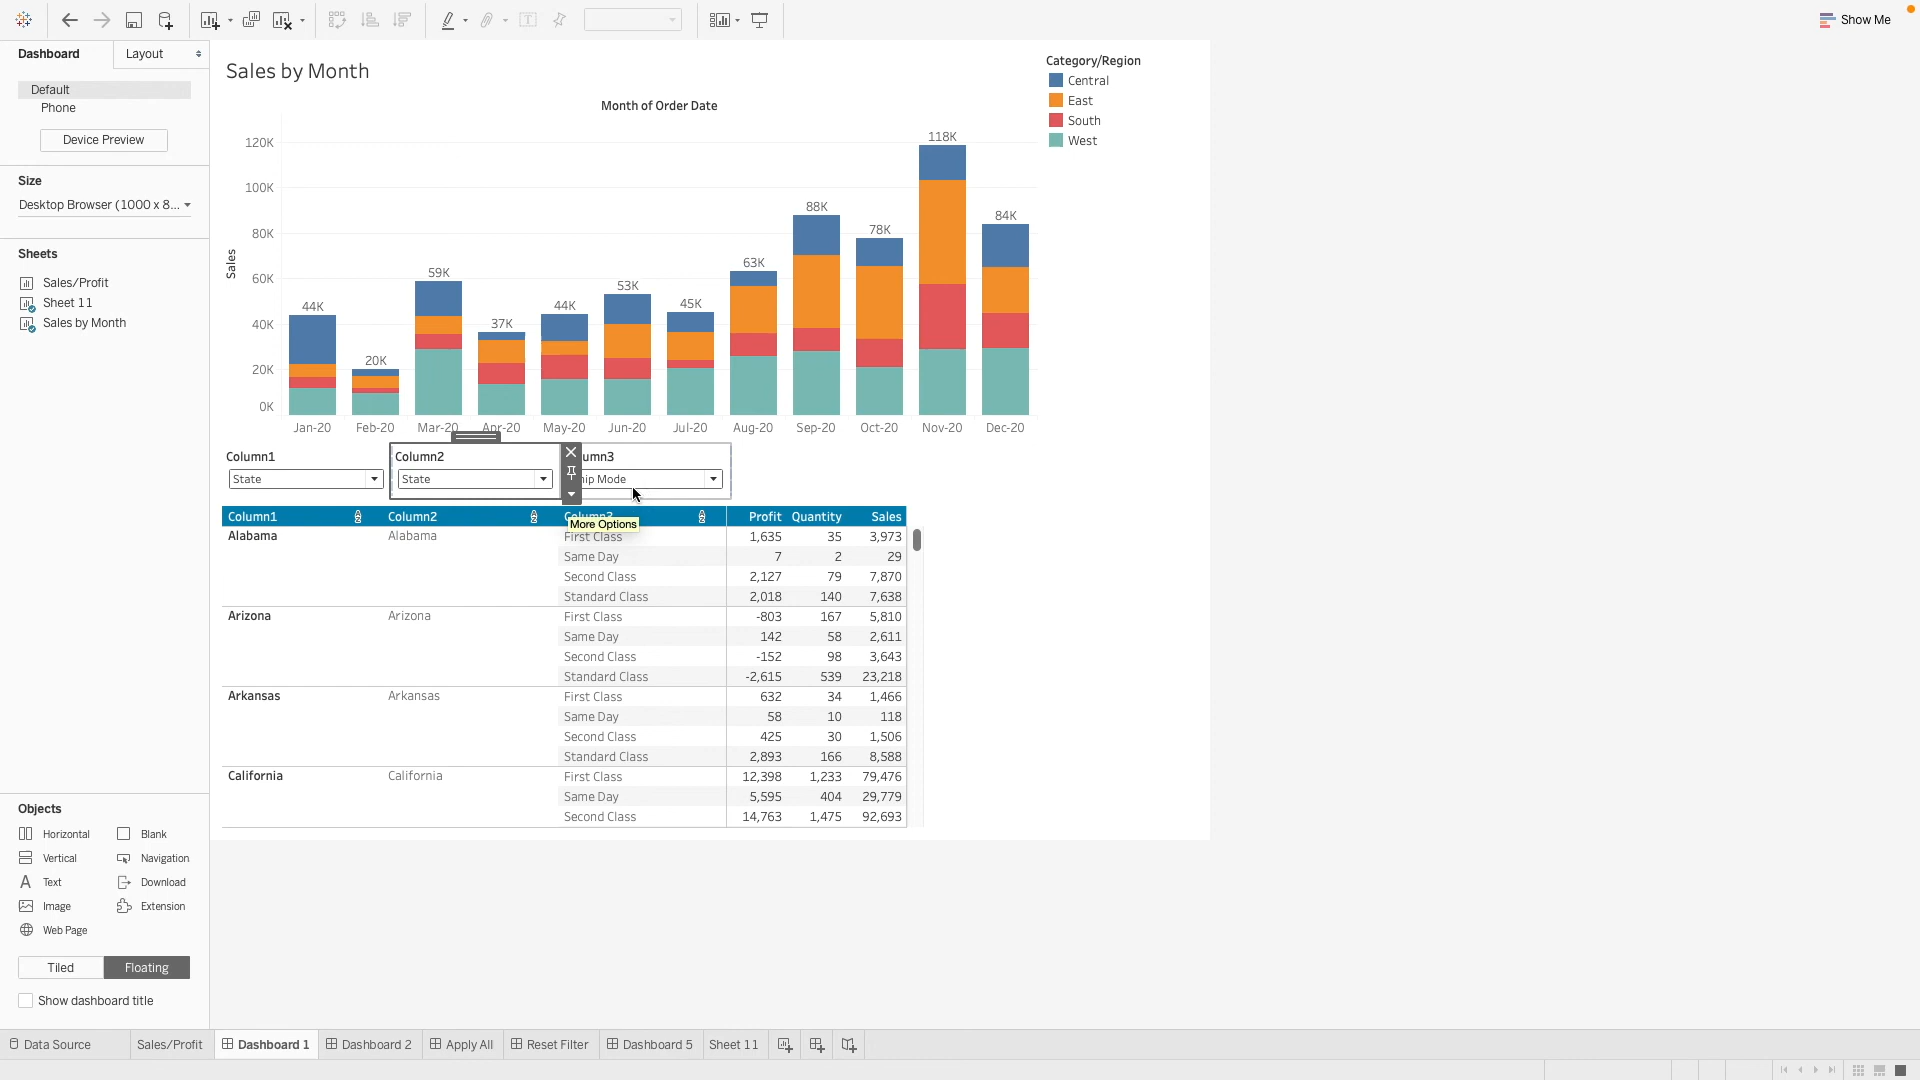 Show Me
Dashboard
Layout
Default
Phone
Device Preview
Size
Desktop Browser (1000 x 8...
Sheets
Sales/Profit
Sheet 11
Sales by Month
Objects
Horizontal Blank
Vertical Navigation
Text Download
Image Extension
Web Page
Tiled Floating
Show dashboard title
Sales by Month
Month of Order Date
Sales
120K
100K
80K
60K
40K
20K
0K
44K
20K
59K
37K
44K
53K
45K
63K
88K
78K
118K
84K
Jan-20 Feb-20 Mar-20 Apr-20 May-20 Jun-20 Jul-20 Aug-20 Sep-20 Oct-20 Nov-20 Dec-20
Category/Region
Central
East
South
West
Column1 Column2 umn3
State State ip Mode
Column1 Column2 Column3 Profit Quantity Sales
More Options
Alabama Alabama First Class 1,635 35 3,973
Same Day 7 2 29
Second Class 2,127 79 7,870
Standard Class 2,018 140 7,638
Arizona Arizona First Class -803 167 5,810
Same Day 142 58 2,611
Second Class -152 98 3,643
Standard Class -2,615 539 23,218
Arkansas Arkansas First Class 632 34 1,466
Same Day 58 10 118
Second Class 425 30 1,506
Standard Class 2,893 166 8,588
California California First Class 12,398 1,233 79,476
Same Day 5,595 404 29,779
Second Class 14,763 1,475 92,693
Data Source Sales/Profit Dashboard 1 Dashboard 2 Apply All Reset Filter Dashboard 5 Sheet 11